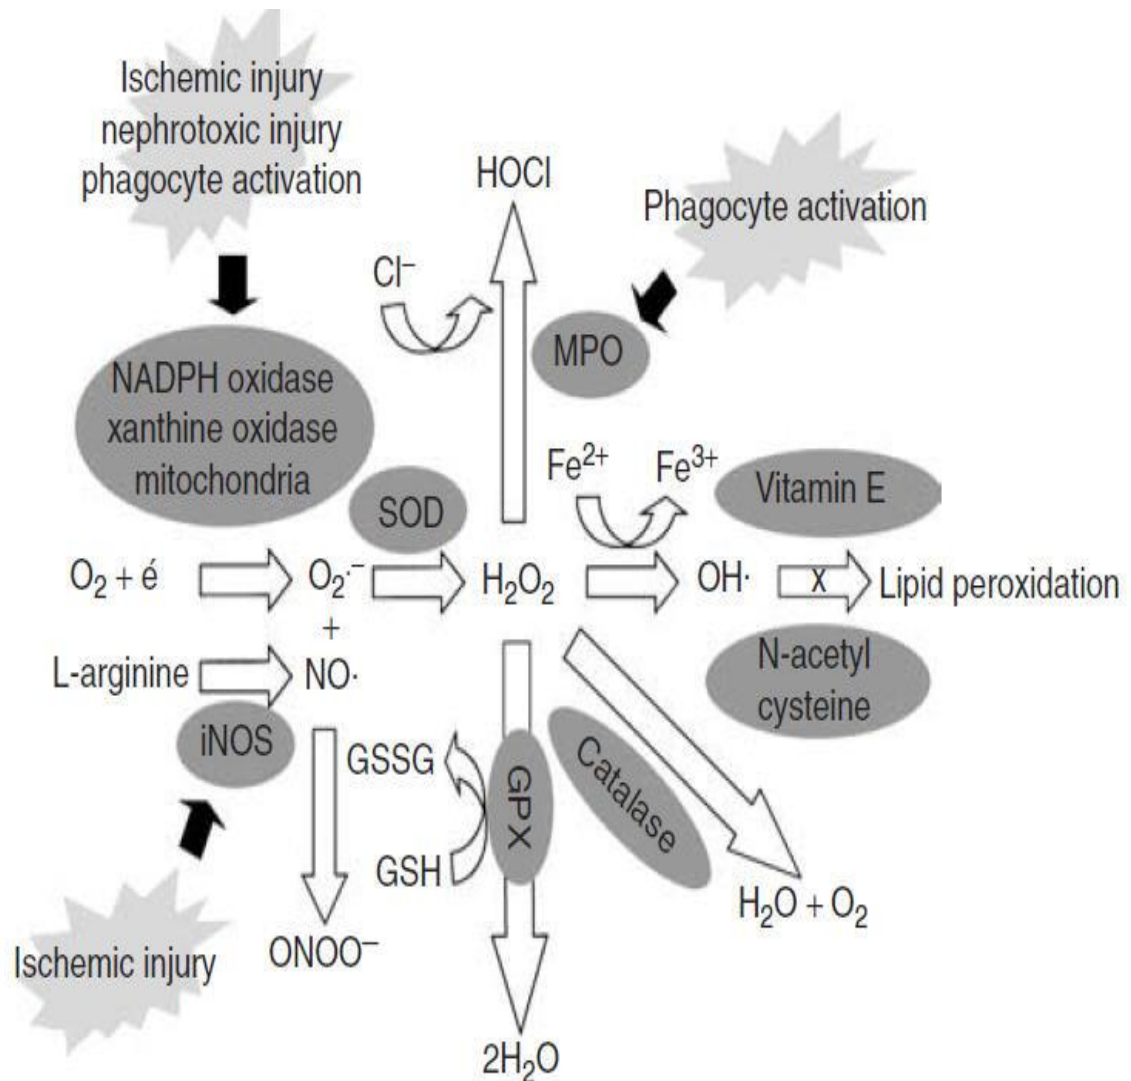 Ischemic injury
nephrotoxic injury
phagocyte activation
HOCl
Phagocyte activation
Cl⁻
MPO
NADPH oxidase
xanthine oxidase
mitochondria
Fe²⁺
Fe³⁺
Vitamin E
SOD
O₂ + é
O₂·⁻
H₂O₂
OH·
x
Lipid peroxidation
+
L-arginine
NO·
N-acetyl
cysteine
iNOS
GSSG
GPX
Catalase
GSH
H₂O + O₂
ONOO⁻
Ischemic injury
2H₂O